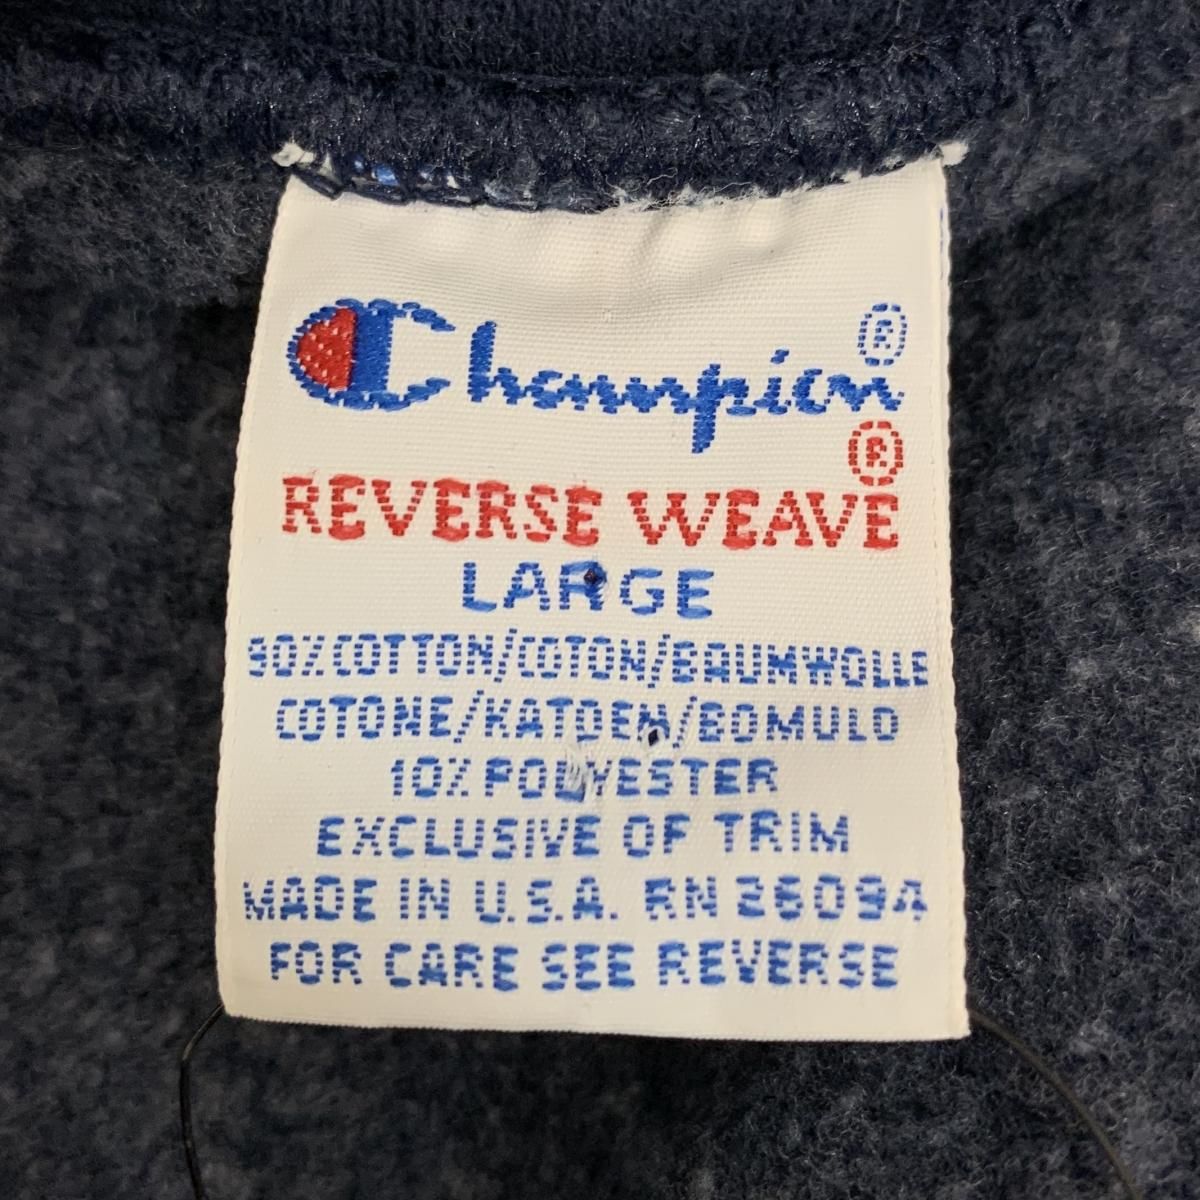 Champion®
REVERSE WEAVE®
LARGE
90% COTTON/COTON/BAUMWOLLE
COTONE/KATOEN/BOMULD
10% POLYESTER
EXCLUSIVE OF TRIM
MADE IN U.S.A. RN 26094
FOR CARE SEE REVERSE